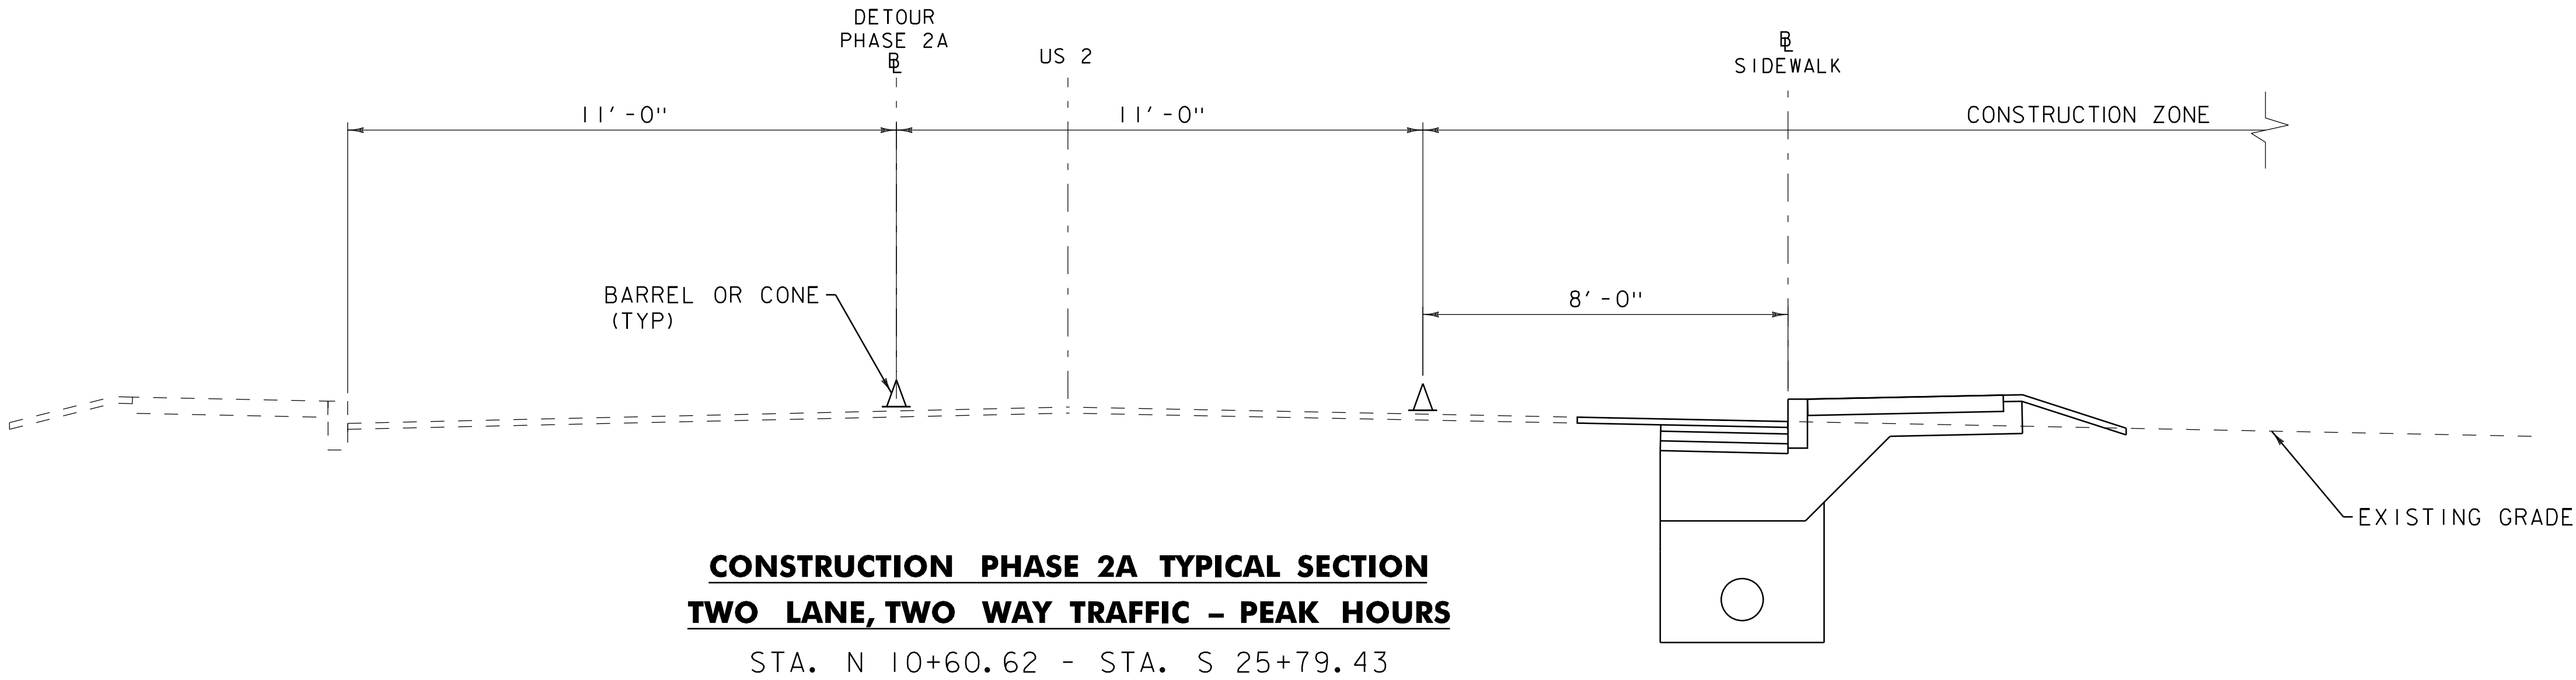 DETOUR
PHASE 2A
BL
US 2
BL
SIDEWALK
11'-0"
11'-0"
CONSTRUCTION ZONE
BARREL OR CONE
(TYP)
8'-0"
EXISTING GRADE
CONSTRUCTION PHASE 2A TYPICAL SECTION
TWO LANE, TWO WAY TRAFFIC – PEAK HOURS
STA. N 10+60.62 - STA. S 25+79.43